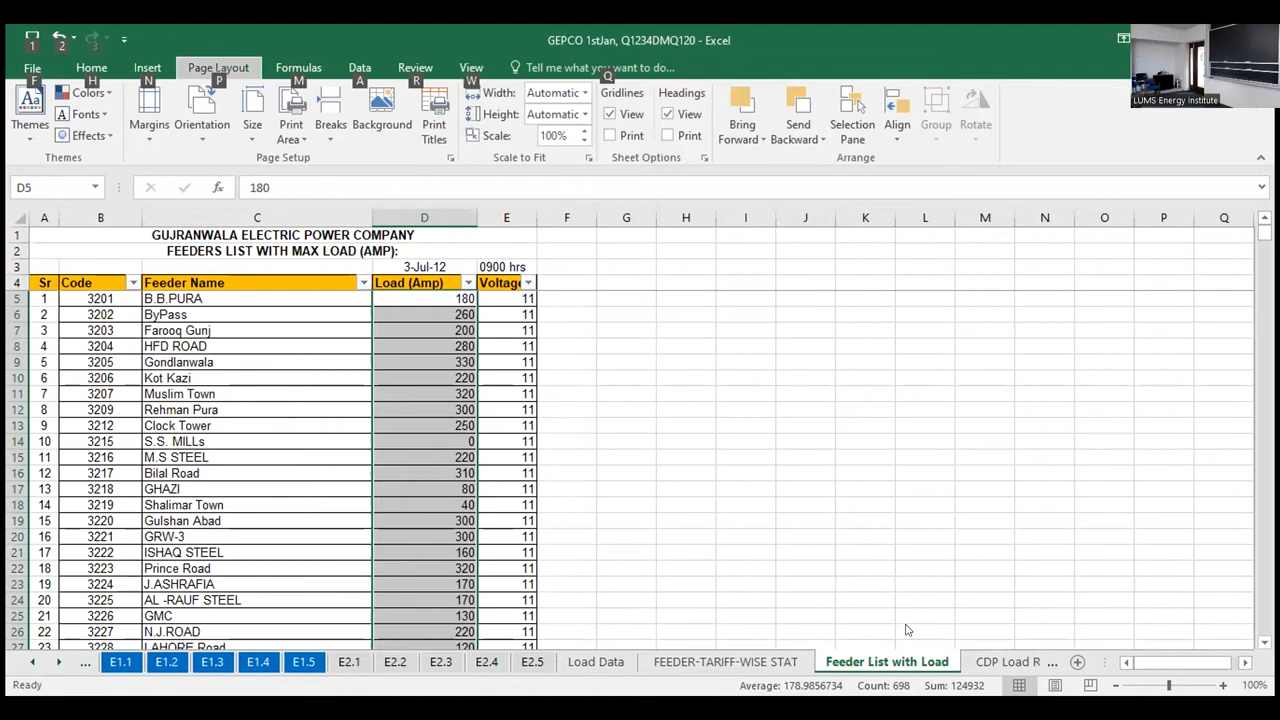 GEPCO 1stJan, Q1234DMQ120 - Excel
1 2 3
File Home Insert Page Layout Formulas Data Review View Tell me what you want to do...
F H N P M A R W Q
LUMS Energy Institute
Themes Colors Fonts Effects
Margins Orientation Size Print Area Breaks Background Print Titles
Width: Automatic
Height: Automatic
Scale: 100%
Gridlines Headings
View View
Print Print
Bring Forward Send Backward Selection Pane Align Group Rotate
Themes Page Setup Scale to Fit Sheet Options Arrange
D5 fx 180
A B C D E F G H I J K L M N O P Q
1 GUJRANWALA ELECTRIC POWER COMPANY
2 FEEDERS LIST WITH MAX LOAD (AMP):
3 3-Jul-12 0900 hrs
4 Sr Code Feeder Name Load (Amp) Voltage
5 1 3201 B.B.PURA 180 11
6 2 3202 ByPass 260 11
7 3 3203 Farooq Gunj 200 11
8 4 3204 HFD ROAD 280 11
9 5 3205 Gondlanwala 330 11
10 6 3206 Kot Kazi 220 11
11 7 3207 Muslim Town 320 11
12 8 3209 Rehman Pura 300 11
13 9 3212 Clock Tower 250 11
14 10 3215 S.S. MILLs 0 11
15 11 3216 M.S STEEL 220 11
16 12 3217 Bilal Road 310 11
17 13 3218 GHAZI 80 11
18 14 3219 Shalimar Town 40 11
19 15 3220 Gulshan Abad 300 11
20 16 3221 GRW-3 300 11
21 17 3222 ISHAQ STEEL 160 11
22 18 3223 Prince Road 320 11
23 19 3224 J.ASHRAFIA 170 11
24 20 3225 AL -RAUF STEEL 170 11
25 21 3226 GMC 130 11
26 22 3227 N.J.ROAD 220 11
27 23 3228 LAHORE Road 120 11
... E1.1 E1.2 E1.3 E1.4 E1.5 E2.1 E2.2 E2.3 E2.4 E2.5 Load Data FEEDER-TARIFF-WISE STAT Feeder List with Load CDP Load R ...
Ready Average: 178.9856734 Count: 698 Sum: 124932 100%